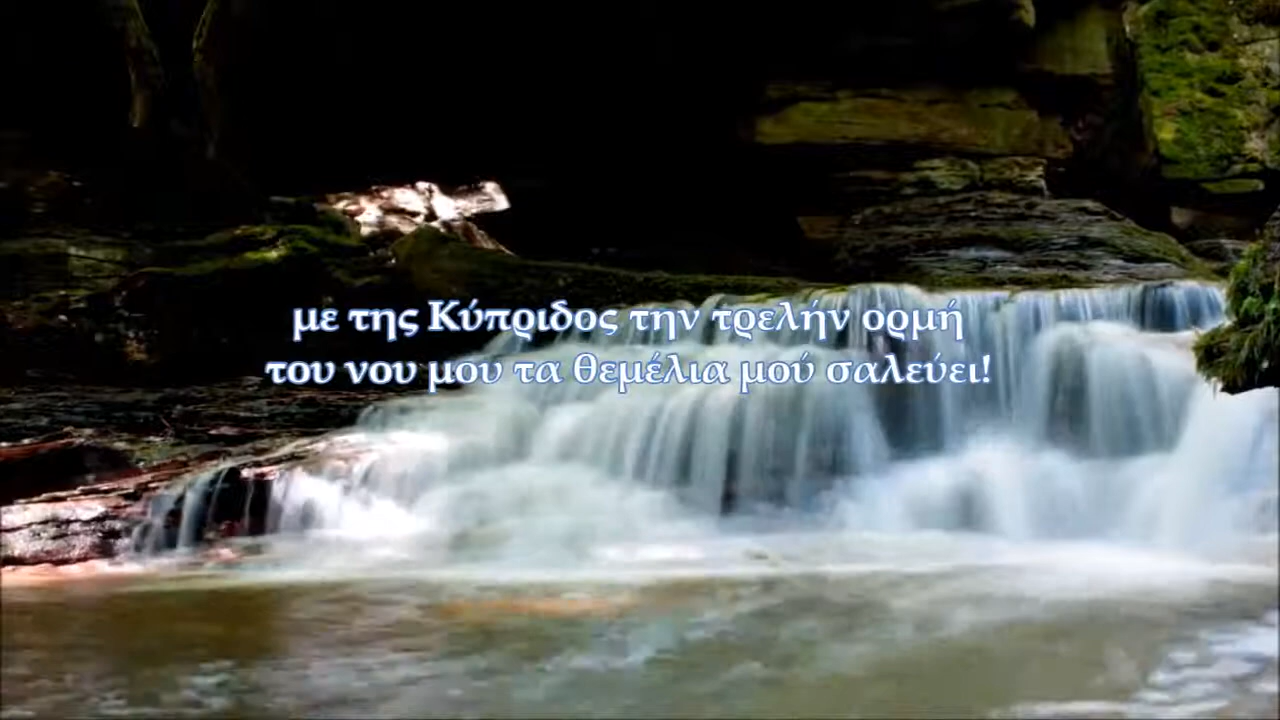 με της Κύπριδος την τρελήν ορμή
του νου μου τα θεμέλια μού σαλεύει!